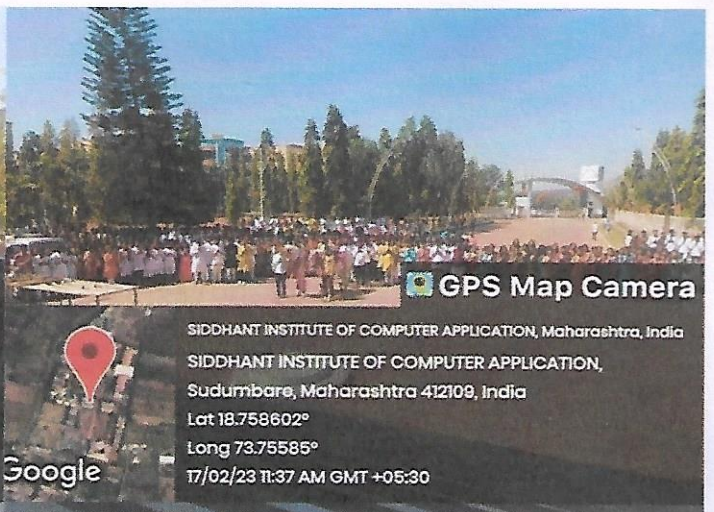 GPS Map Camera
SIDDHANT INSTITUTE OF COMPUTER APPLICATION, Maharashtra, India
SIDDHANT INSTITUTE OF COMPUTER APPLICATION,
Sudumbare, Maharashtra 412109, India
Lat 18.758602°
Long 73.75585°
17/02/23 11:37 AM GMT +05:30
Google